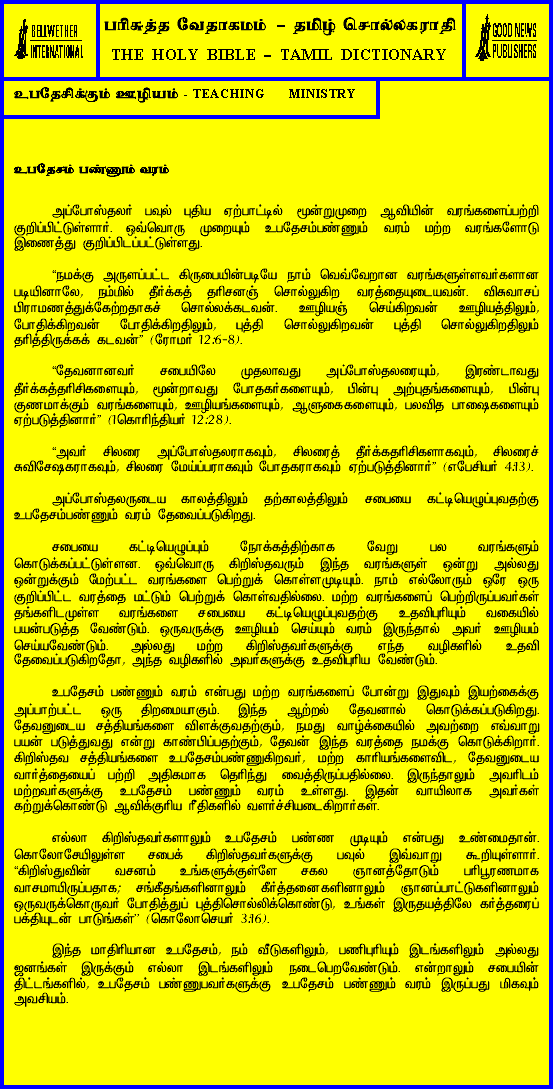 BELLWETHER
INTERNATIONAL
பரிசுத்த வேதாகமம் – தமிழ் சொல்லகராதி
THE HOLY BIBLE – TAMIL DICTIONARY
GOOD NEWS
PUBLISHERS
உபதேசிக்கும் ஊழியம் - TEACHING MINISTRY
உபதேசம் பண்ணும் வரம்
அப்போஸ்தலர் பவுல் புதிய ஏற்பாட்டில் மூன்றுமுறை ஆவியின் வரங்களைப்பற்றி
குறிப்பிட்டுள்ளார். ஒவ்வொரு முறையும் உபதேசம்பண்ணும் வரம் மற்ற வரங்களோடு
இணைத்து குறிப்பிடப்பட்டுள்ளது.
“நமக்கு அருளப்பட்ட கிருபையின்படியே நாம் வெவ்வேறான வரங்களுள்ளவர்களான
படியினாலே, நம்மில் தீர்க்கத் தரிசனஞ் சொல்லுகிற வரத்தையுடையவன். விசுவாசப்
பிராமணத்துக்கேற்றதாகச் சொல்லக்கடவன். ஊழியஞ் செய்கிறவன் ஊழியத்திலும்,
போதிக்கிறவன் போதிக்கிறதிலும், புத்தி சொல்லுகிறவன் புத்தி சொல்லுகிறதிலும்
தரித்திருக்கக் கடவன்” (ரோமர் 12:6-8).
“தேவனானவர் சபையிலே முதலாவது அப்போஸ்தலரையும், இரண்டாவது
தீர்க்கத்தரிசிகளையும், மூன்றாவது போதகர்களையும், பின்பு அற்புதங்களையும், பின்பு
குணமாக்கும் வரங்களையும், ஊழியங்களையும், ஆளுகைகளையும், பலவித பாஷைகளையும்
ஏற்படுத்தினார்” (1கொரிந்தியர் 12:28).
“அவர் சிலரை அப்போஸ்தலராகவும், சிலரைத் தீர்க்கதரிசிகளாகவும், சிலரைச்
சுவிசேஷகராகவும், சிலரை மேய்ப்பராகவும் போதகராகவும் ஏற்படுத்தினார்” (எபேசியர் 4:13).
அப்போஸ்தலருடைய காலத்திலும் தற்காலத்திலும் சபையை கட்டியெழுப்புவதற்கு
உபதேசம்பண்ணும் வரம் தேவைப்படுகிறது.
சபையை கட்டியெழுப்பும் நோக்கத்திற்காக வேறு பல வரங்களும்
கொடுக்கப்பட்டுள்ளன. ஒவ்வொரு கிறிஸ்தவரும் இந்த வரங்களுள் ஒன்று அல்லது
ஒன்றுக்கும் மேற்பட்ட வரங்களை பெற்றுக் கொள்ளமுடியும். நாம் எல்லோரும் ஒரே ஒரு
குறிப்பிட்ட வரத்தை மட்டும் பெற்றுக் கொள்வதில்லை. மற்ற வரங்களைப் பெற்றிருப்பவர்கள்
தங்களிடமுள்ள வரங்களை சபையை கட்டியெழுப்புவதற்கு உதவிபுரியும் வகையில்
பயன்படுத்த வேண்டும். ஒருவருக்கு ஊழியம் செய்யும் வரம் இருந்தால் அவர் ஊழியம்
செய்யவேண்டும். அல்லது மற்ற கிறிஸ்தவர்களுக்கு எந்த வழிகளில் உதவி
தேவைப்படுகிறதோ, அந்த வழிகளில் அவர்களுக்கு உதவிபுரிய வேண்டும்.
உபதேசம் பண்ணும் வரம் என்பது மற்ற வரங்களைப் போன்று இதுவும் இயற்கைக்கு
அப்பாற்பட்ட ஒரு திறமையாகும். இந்த ஆற்றல் தேவனால் கொடுக்கப்படுகிறது.
தேவனுடைய சத்தியங்களை விளக்குவதற்கும், நமது வாழ்க்கையில் அவற்றை எவ்வாறு
பயன் படுத்துவது என்று காண்பிப்பதற்கும், தேவன் இந்த வரத்தை நமக்கு கொடுக்கிறார்.
கிறிஸ்தவ சத்தியங்களை உபதேசம்பண்ணுகிறவர், மற்ற காரியங்களைவிட, தேவனுடைய
வார்த்தையைப் பற்றி அதிகமாக தெரிந்து வைத்திருப்பதில்லை. இருந்தாலும் அவரிடம்
மற்றவர்களுக்கு உபதேசம் பண்ணும் வரம் உள்ளது. இதன் வாயிலாக அவர்கள்
கற்றுக்கொண்டு ஆவிக்குரிய ரீதிகளில் வளர்ச்சியடைகிறார்கள்.
எல்லா கிறிஸ்தவர்களாலும் உபதேசம் பண்ண முடியும் என்பது உண்மைதான்.
கொலோசேயிலுள்ள சபைக் கிறிஸ்தவர்களுக்கு பவுல் இவ்வாறு கூறியுள்ளார்.
“கிறிஸ்துவின் வசனம் உங்களுக்குள்ளே சகல ஞானத்தோடும் பரிபூரணமாக
வாசமாயிருப்பதாக; சங்கீதங்களினாலும் கீர்த்தனைகளினாலும் ஞானப்பாட்டுகளினாலும்
ஒருவருக்கொருவர் போதித்துப் புத்திசொல்லிக்கொண்டு, உங்கள் இருதயத்திலே கர்த்தரைப்
பக்தியுடன் பாடுங்கள்” (கொலோசெயர் 3:16).
இந்த மாதிரியான உபதேசம், நம் வீடுகளிலும், பணிபுரியும் இடங்களிலும் அல்லது
ஜனங்கள் இருக்கும் எல்லா இடங்களிலும் நடைபெறவேண்டும். என்றாலும் சபையின்
திட்டங்களில், உபதேசம் பண்ணுபவர்களுக்கு உபதேசம் பண்ணும் வரம் இருப்பது மிகவும்
அவசியம்.